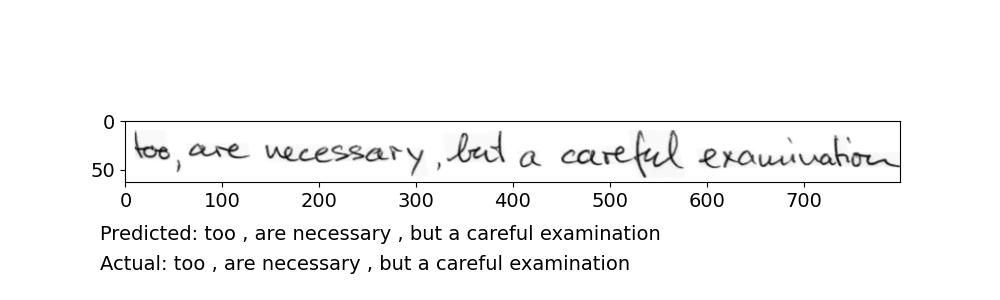 0
too, are necessary, but a careful examination
50
0 100 200 300 400 500 600 700
Predicted: too , are necessary , but a careful examination
Actual: too , are necessary , but a careful examination